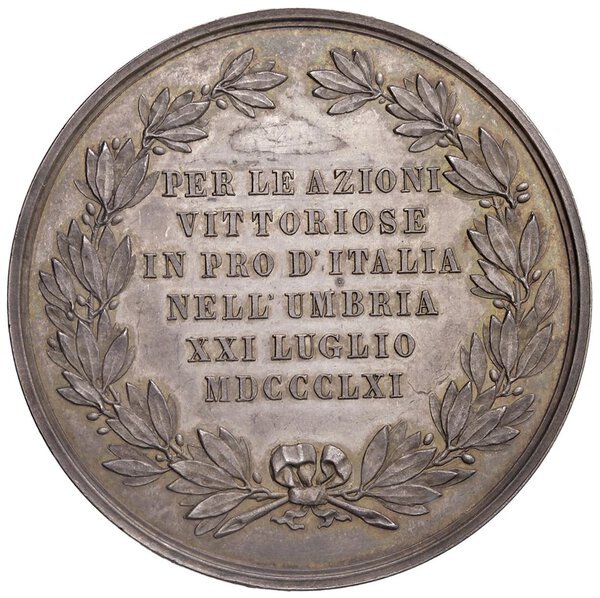 PER LE AZIONI
VITTORIOSE
IN PRO D'ITALIA
NELL'UMBRIA
XXI LUGLIO
MDCCCLXI